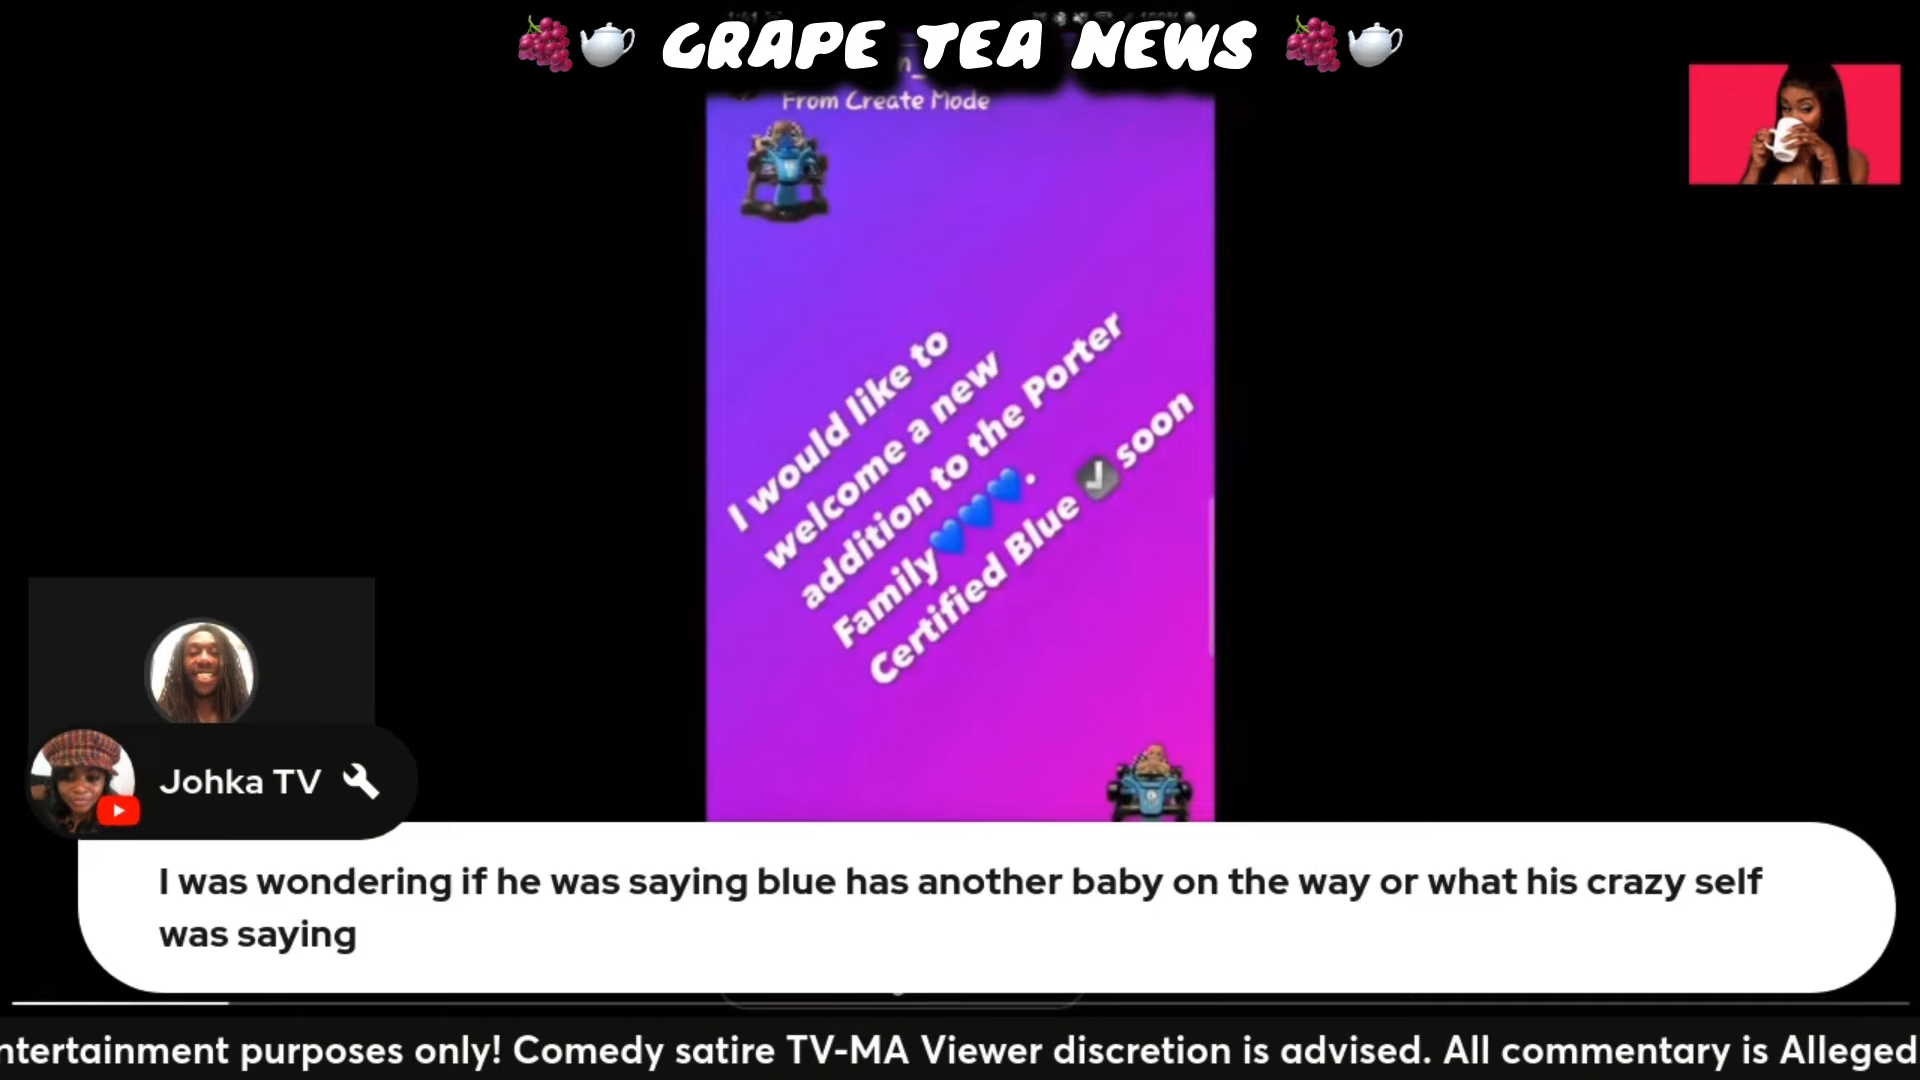 🍇🫖 GRAPE TEA NEWS 🍇🫖
From Create Mode
I would like to
welcome a new
addition to the Porter
Family💙💙💙.
Certified Blue J soon
Johka TV
I was wondering if he was saying blue has another baby on the way or what his crazy self
was saying
ntertainment purposes only! Comedy satire TV-MA Viewer discretion is advised. All commentary is Alleged